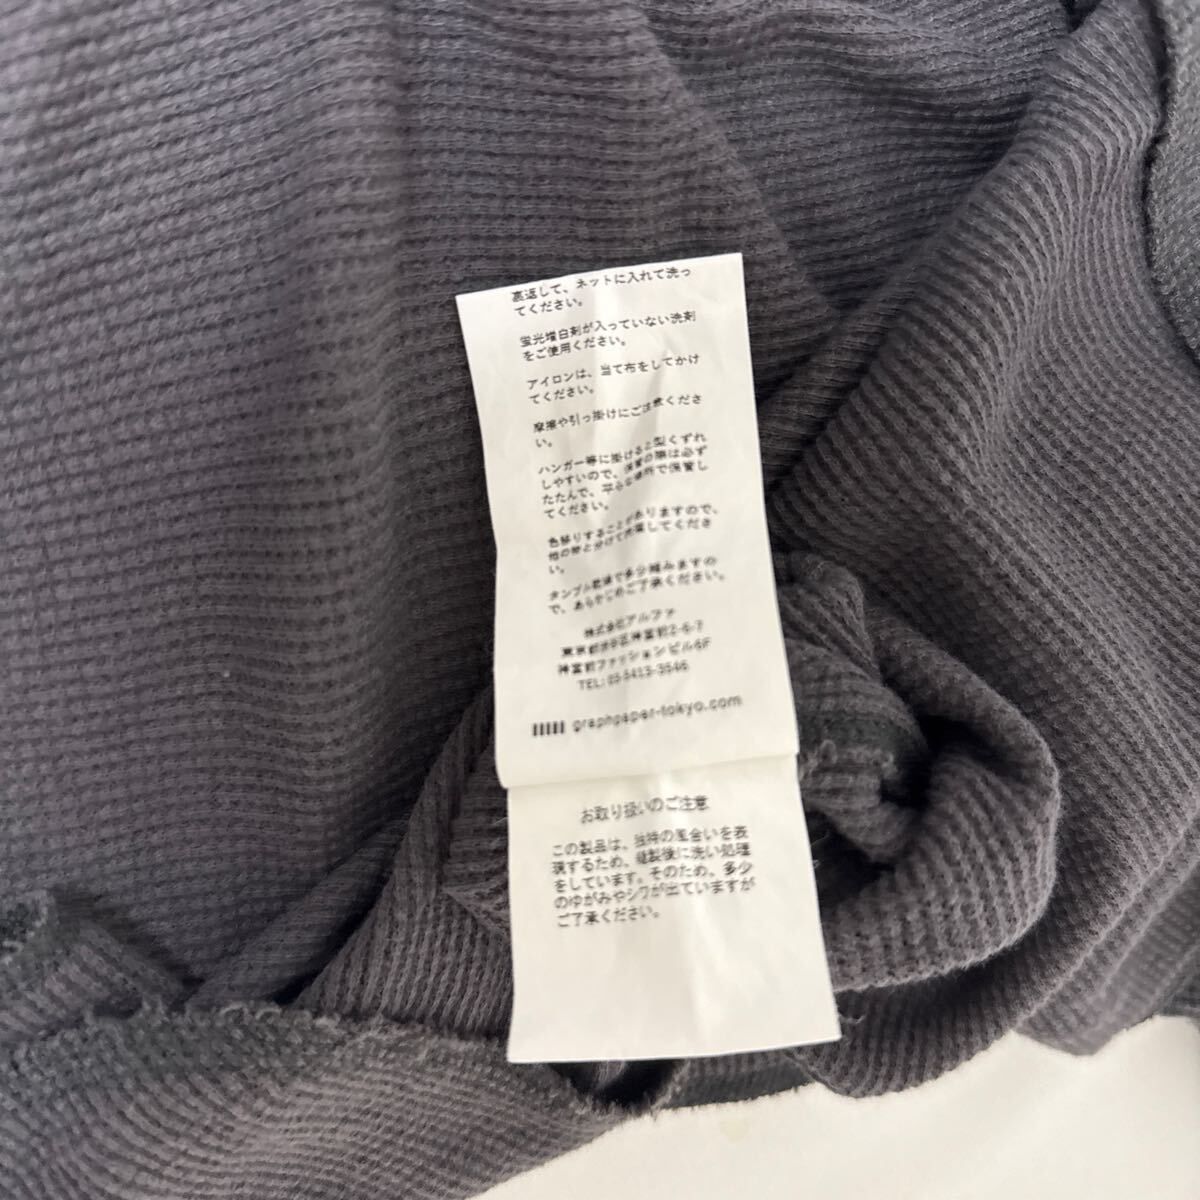 裏返して、ネットに入れて洗っ
てください。
蛍光増白剤が入っていない洗剤
をご使用ください。
アイロンは、当て布をしてかけ
てください。
摩擦や引っ掛けにご注意くださ
い。
ハンガー等に掛けると型くずれ
しやすいので、保管の際は必ず
たたんで、平らな場所で保管し
てください。
色移りすることがありますので、
他の物と分けて洗濯してくださ
い。
タンブル乾燥で多分縮みますの
で、あらかじめご了承ください。
株式会社アルファ
東京都渋谷区神宮前2-6-7
神宮前ファッションビル6F
TEL: 03-5413-3546
graphpaper-tokyo.com
お取り扱いのご注意
この製品は、独特の風合いを表
現するため、縫製後に洗い処理
をしています。そのため、多少
のゆがみやシワが出ていますが
ご了承ください。